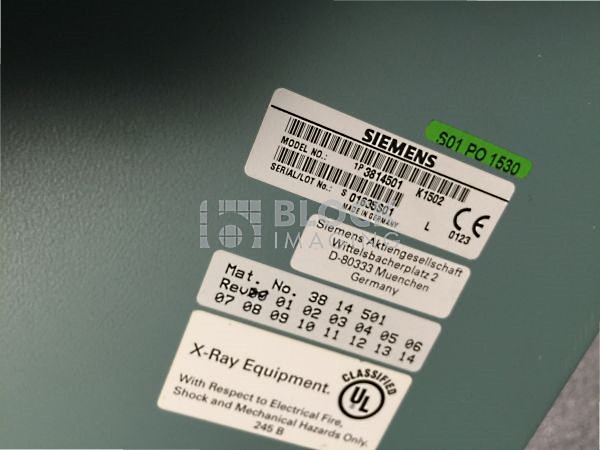 S01 PO 1530
SIEMENS
MODEL NO.: 1P 3814501 K1502
SERIAL/LOT No.: S 01635S01
MADE IN GERMANY L 0123
CE
Siemens Aktiengesellschaft
Wittelsbacherplatz 2
D-80333 Muenchen
Germany
BLOCK
IMAGING
Mat. No. 38 14 501
Rev. 01 02 03 04 05 06
07 08 09 10 11 12 13 14
X-Ray Equipment.
With Respect to Electrical Fire,
Shock and Mechanical Hazards Only.
245 B
CLASSIFIED
UL